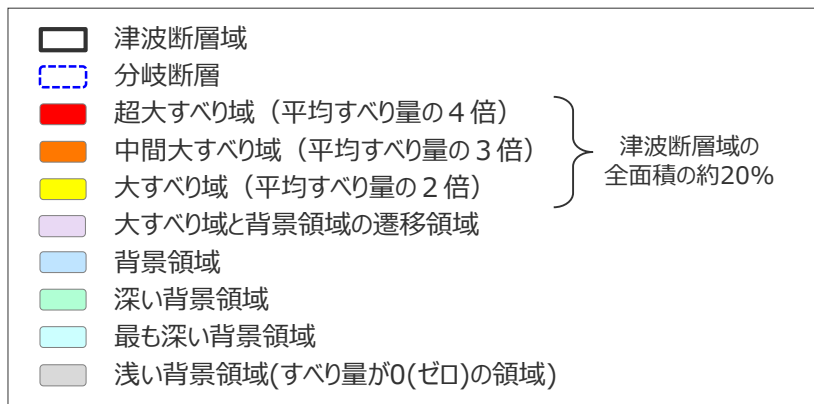 津波断層域
分岐断層
超大すべり域（平均すべり量の４倍）
中間大すべり域（平均すべり量の３倍）
大すべり域（平均すべり量の２倍）
津波断層域の
全面積の約20%
大すべり域と背景領域の遷移領域
背景領域
深い背景領域
最も深い背景領域
浅い背景領域(すべり量が0(ゼロ)の領域)